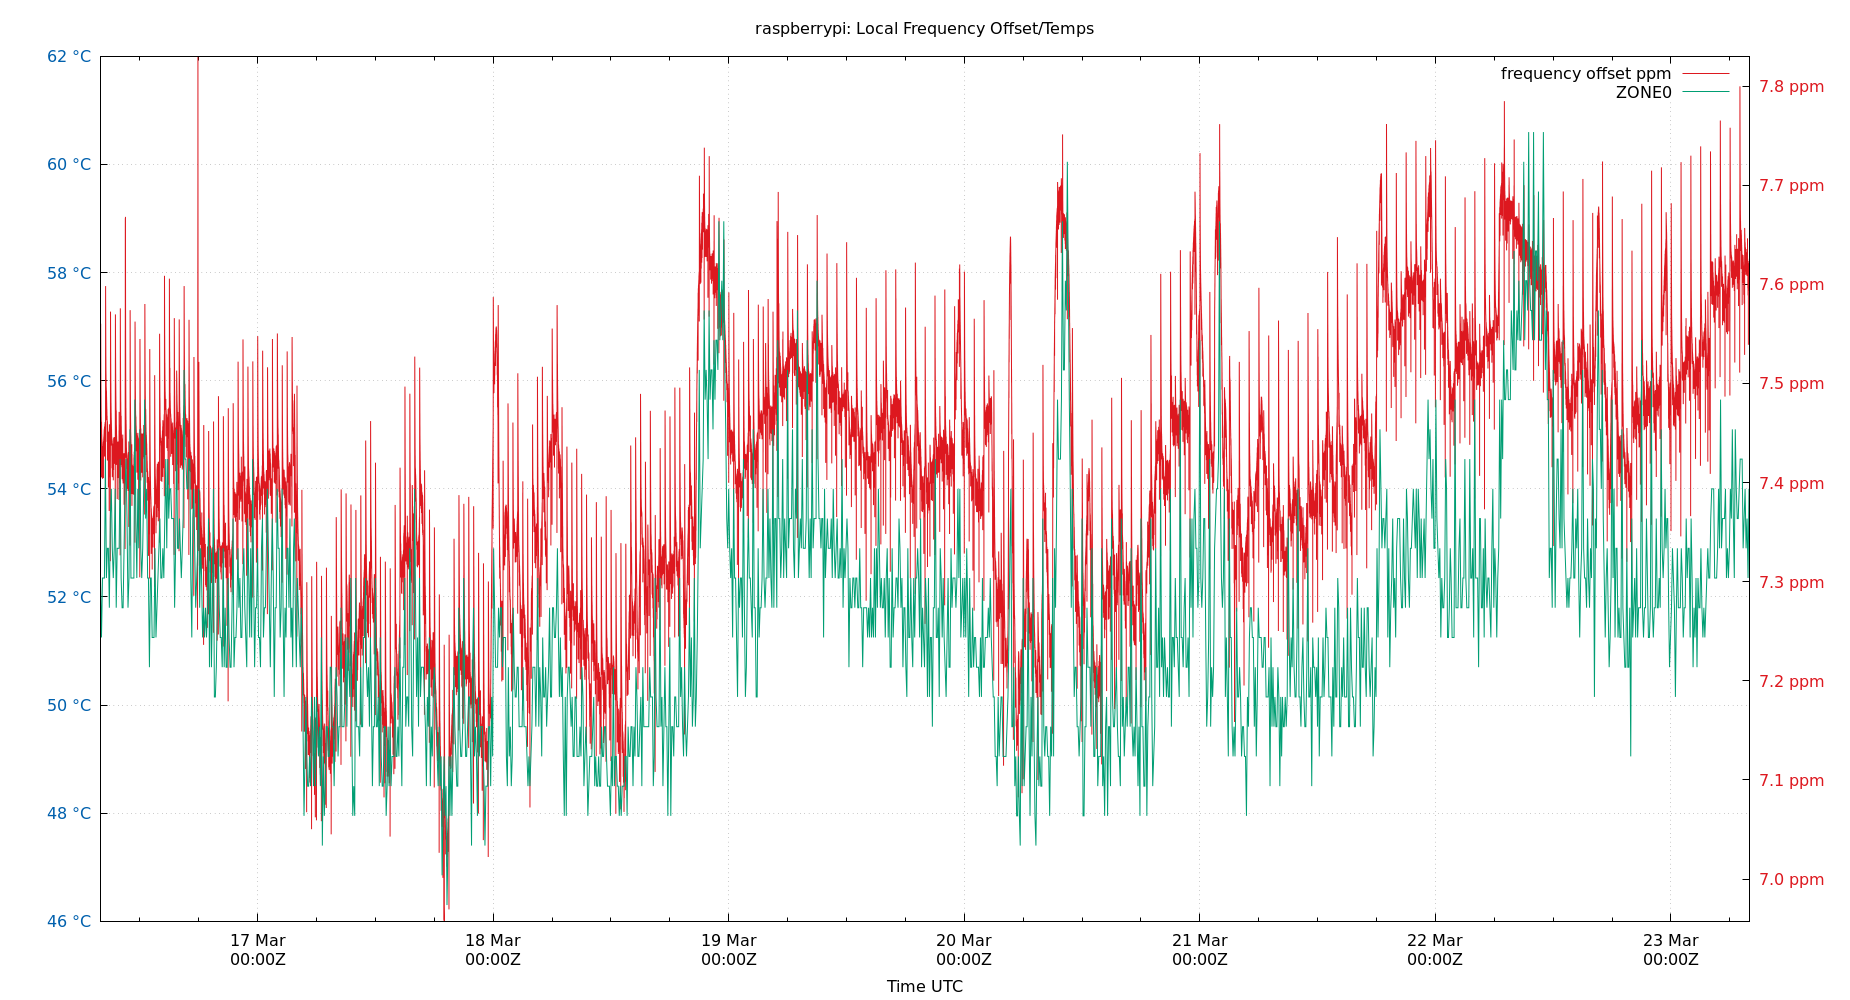 raspberrypi: Local Frequency Offset/Temps
62 °C
60 °C
58 °C
56 °C
54 °C
52 °C
50 °C
48 °C
46 °C
frequency offset ppm
ZONE0
7.8 ppm
7.7 ppm
7.6 ppm
7.5 ppm
7.4 ppm
7.3 ppm
7.2 ppm
7.1 ppm
7.0 ppm
17 Mar
00:00Z
18 Mar
00:00Z
19 Mar
00:00Z
20 Mar
00:00Z
21 Mar
00:00Z
22 Mar
00:00Z
23 Mar
00:00Z
Time UTC